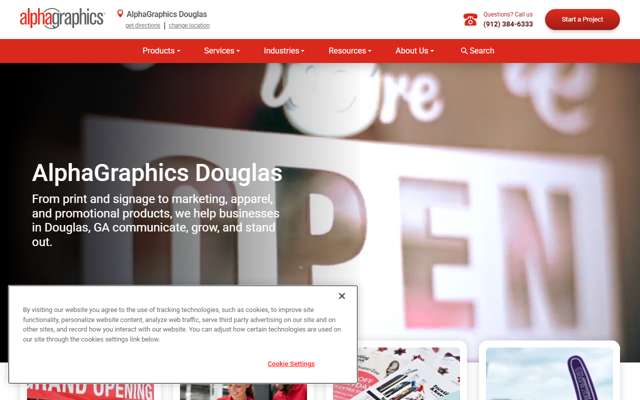 alphagraphics
AlphaGraphics Douglas
get directions | change location
Questions? Call us
(912) 384-6333
Start a Project
Products
Services
Industries
Resources
About Us
Search
we're
OPEN
AlphaGraphics Douglas
From print and signage to marketing, apparel,
and promotional products, we help businesses
in Douglas, GA communicate, grow, and stand
out.
By visiting our website you agree to the use of tracking technologies, such as cookies, to improve site
functionality, personalize website content, analyze web traffic, serve third party advertising on our site and on
other sites, and record how you interact with our website. You can adjust how certain technologies are used on
our site through the cookies settings link below.
Cookie Settings
GRAND OPENING